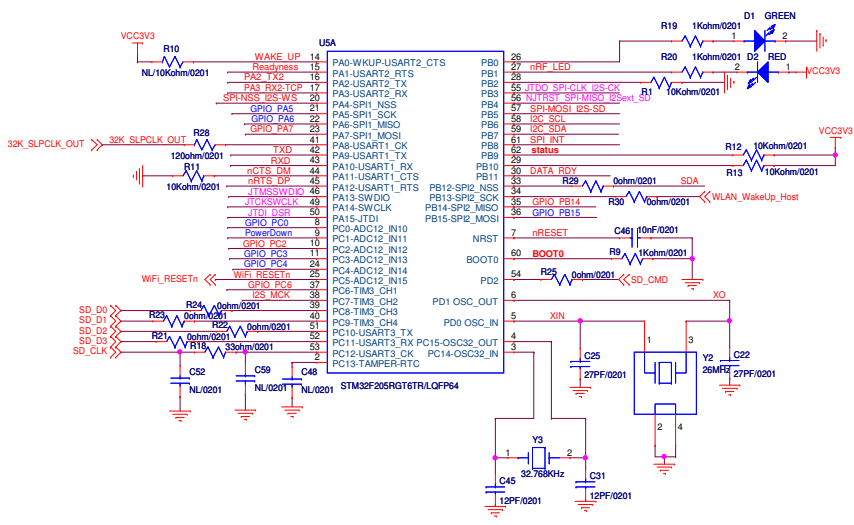 VCC3V3
R10
NL/10Kohm/0201
WAKE_UP 14
Readyness 15
PA2_TX2 16
PA3_RX2-TCP 17
SPI-NSS_I2S-WS 20
GPIO_PA5 21
GPIO_PA6 22
GPIO_PA7 23
32K_SLPCLK_OUT
32K_SLPCLK_OUT
R28
120ohm/0201
41
TXD 42
RXD 43
R11
10Kohm/0201
nCTS_DM 44
nRTS_DP 45
JTMSSWDIO 46
JTCKSWCLK 49
JTDI_DSR 50
GPIO_PC0 8
PowerDown 9
GPIO_PC2 10
GPIO_PC3 11
GPIO_PC4 24
WiFi_RESETn
WiFi_RESETn 25
GPIO_PC6 37
I2S_MCK 38
SD_D0
R24
0ohm/0201
39
SD_D1
R23
0ohm/0201
40
SD_D2
R22
0ohm/0201
51
SD_D3
R21
0ohm/0201
52
SD_CLK
R18
33ohm/0201
53
2
C52
NL/0201
C59
NL/0201
C48
NL/0201
U5A
PA0-WKUP-USART2_CTS
PA1-USART2_RTS
PA2-USART2_TX
PA3-USART2_RX
PA4-SPI1_NSS
PA5-SPI1_SCK
PA6-SPI1_MISO
PA7-SPI1_MOSI
PA8-USART1_CK
PA9-USART1_TX
PA10-USART1_RX
PA11-USART1_CTS
PA12-USART1_RTS
PA13-SWDIO
PA14-SWCLK
PA15-JTDI
PC0-ADC12_IN10
PC1-ADC12_IN11
PC2-ADC12_IN12
PC3-ADC12_IN13
PC4-ADC12_IN14
PC5-ADC12_IN15
PC6-TIM3_CH1
PC7-TIM3_CH2
PC8-TIM3_CH3
PC9-TIM3_CH4
PC10-USART3_TX
PC11-USART3_RX
PC12-USART3_CK
PC13-TAMPER-RTC
PB0
PB1
PB2
PB3
PB4
PB5
PB6
PB7
PB8
PB9
PB10
PB11
PB12-SPI2_NSS
PB13-SPI2_SCK
PB14-SPI2_MISO
PB15-SPI2_MOSI
NRST
BOOT0
PD2
PD1 OSC_OUT
PD0 OSC_IN
PC15-OSC32_OUT
PC14-OSC32_IN
STM32F205RGT6TR/LQFP64
26
27 nRF_LED
28
55 JTDO_SPI-CLK_I2S-CK
56 NJTRST_SPI-MISO_I2Sext_SD
57 SPI-MOSI_I2S-SD
58 I2C_SCL
59 I2C_SDA
61 SPI_INT
62 status
29
30 DATA_RDY
33
34
35 GPIO_PB14
36 GPIO_PB15
7 nRESET
60 BOOT0
54
6
5
4
3
R19
1Kohm/0201
D1 GREEN
1 2
R20
1Kohm/0201
D2 RED
2 1
VCC3V3
R1
10Kohm/0201
VCC3V3
R12
10Kohm/0201
R13
10Kohm/0201
R29
0ohm/0201
SDA
R30
0ohm/0201
WLAN_WakeUp_Host
C46
10nF/0201
R9
1Kohm/0201
R25
0ohm/0201
SD_CMD
XO
XIN
C25
27PF/0201
1 3
Y2
26MHz
2 4
C22
27PF/0201
Y3
1 2
32.768KHz
C45
12PF/0201
C31
12PF/0201